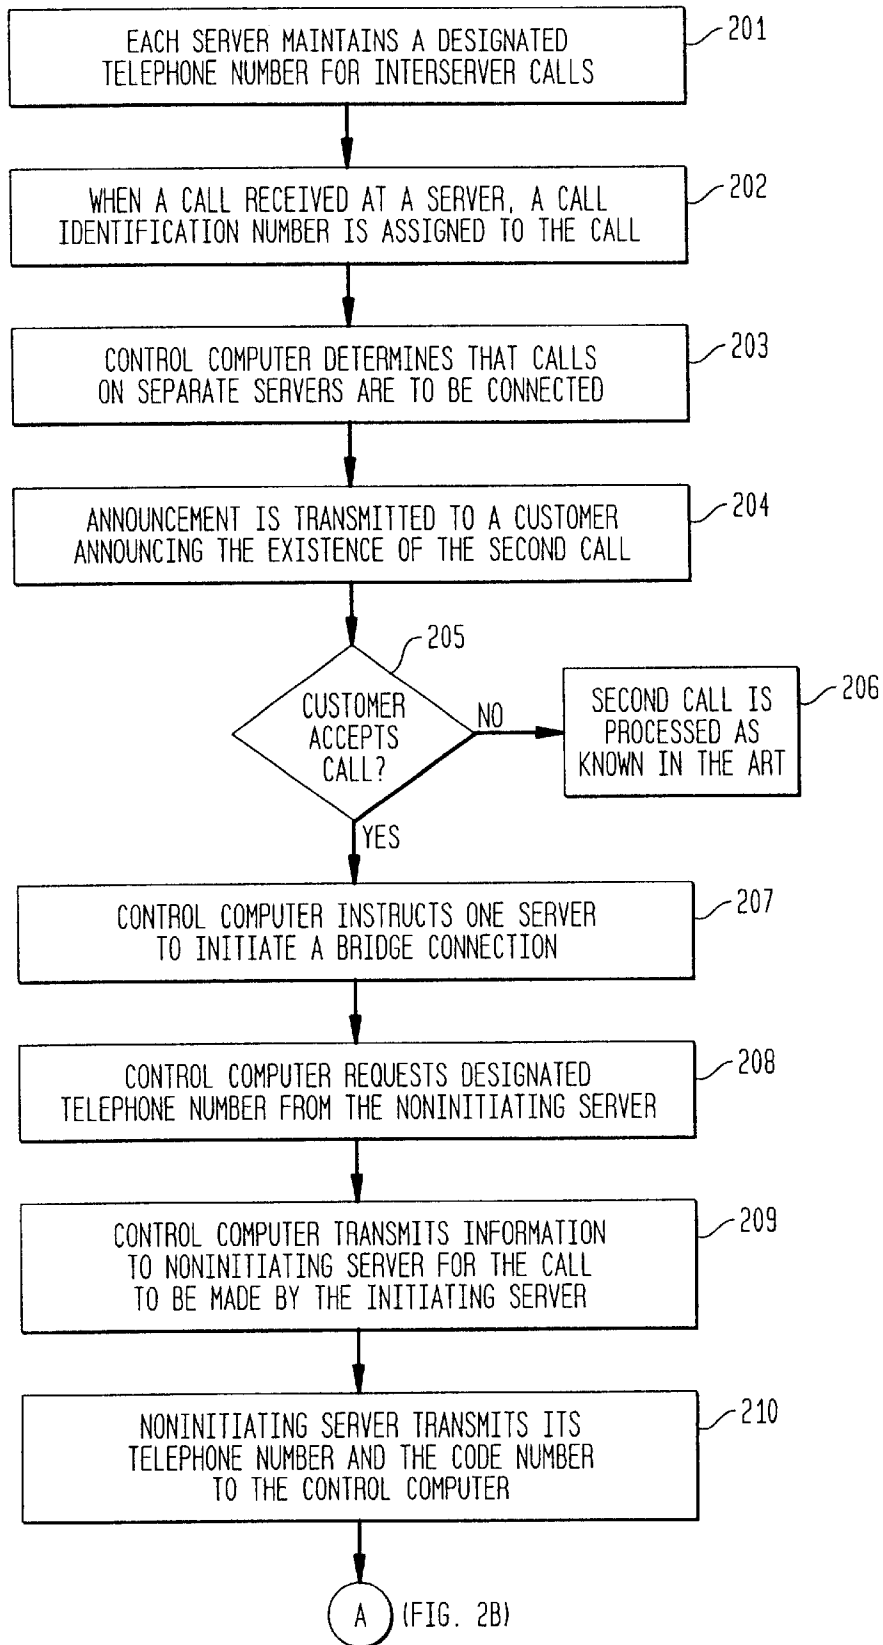 EACH SERVER MAINTAINS A DESIGNATED
TELEPHONE NUMBER FOR INTERSERVER CALLS
201
WHEN A CALL RECEIVED AT A SERVER, A CALL
IDENTIFICATION NUMBER IS ASSIGNED TO THE CALL
202
CONTROL COMPUTER DETERMINES THAT CALLS
ON SEPARATE SERVERS ARE TO BE CONNECTED
203
ANNOUNCEMENT IS TRANSMITTED TO A CUSTOMER
ANNOUNCING THE EXISTENCE OF THE SECOND CALL
204
205
CUSTOMER
ACCEPTS
CALL?
NO
SECOND CALL IS
PROCESSED AS
KNOWN IN THE ART
206
YES
CONTROL COMPUTER INSTRUCTS ONE SERVER
TO INITIATE A BRIDGE CONNECTION
207
CONTROL COMPUTER REQUESTS DESIGNATED
TELEPHONE NUMBER FROM THE NONINITIATING SERVER
208
CONTROL COMPUTER TRANSMITS INFORMATION
TO NONINITIATING SERVER FOR THE CALL
TO BE MADE BY THE INITIATING SERVER
209
NONINITIATING SERVER TRANSMITS ITS
TELEPHONE NUMBER AND THE CODE NUMBER
TO THE CONTROL COMPUTER
210
A (FIG. 2B)